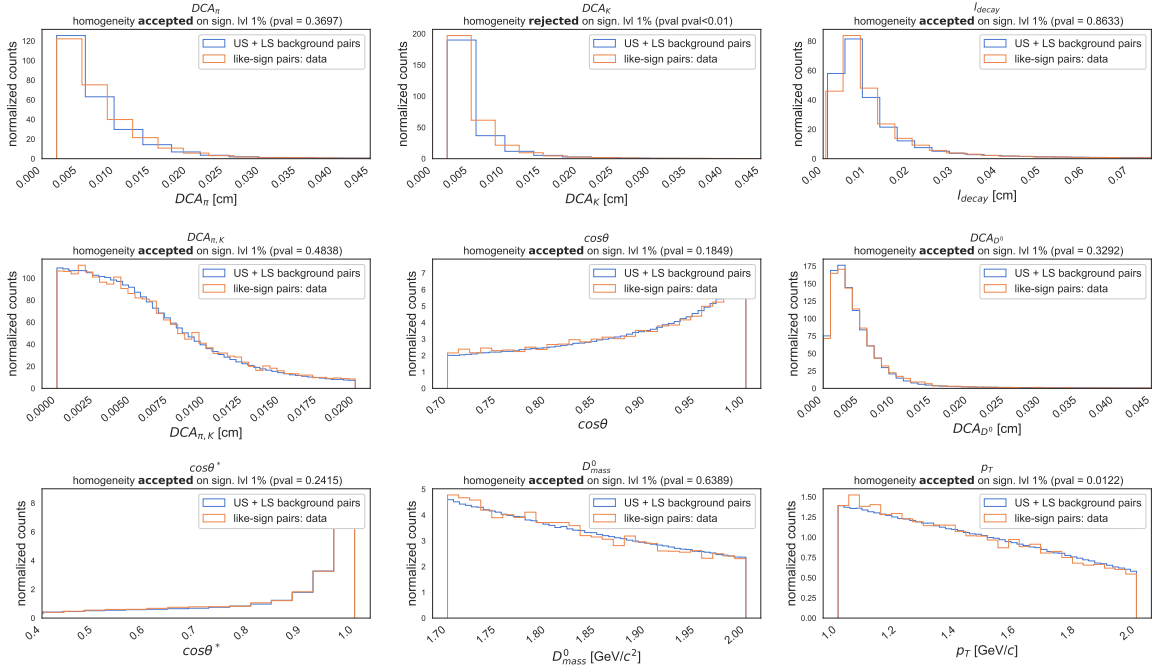 DCA_π
homogeneity accepted on sign. lvl 1% (pval = 0.3697)
normalized counts
120
100
80
60
40
20
0
US + LS background pairs
like-sign pairs: data
0.000 0.005 0.010 0.015 0.020 0.025 0.030 0.035 0.040 0.045
DCA_π [cm]
DCA_K
homogeneity rejected on sign. lvl 1% (pval pval<0.01)
normalized counts
200
150
100
50
0
US + LS background pairs
like-sign pairs: data
0.000 0.005 0.010 0.015 0.020 0.025 0.030 0.035 0.040 0.045
DCA_K [cm]
l_decay
homogeneity accepted on sign. lvl 1% (pval = 0.8633)
normalized counts
80
60
40
20
0
US + LS background pairs
like-sign pairs: data
0.00 0.01 0.02 0.03 0.04 0.05 0.06 0.07
l_decay [cm]
DCA_π,K
homogeneity accepted on sign. lvl 1% (pval = 0.4838)
normalized counts
100
80
60
40
20
0
US + LS background pairs
like-sign pairs: data
0.0000 0.0025 0.0050 0.0075 0.0100 0.0125 0.0150 0.0175 0.0200
DCA_π,K [cm]
cosθ
homogeneity accepted on sign. lvl 1% (pval = 0.1849)
normalized counts
7
6
5
4
3
2
1
0
US + LS background pairs
like-sign pairs: data
0.70 0.75 0.80 0.85 0.90 0.95 1.00
cosθ
DCA_D⁰
homogeneity accepted on sign. lvl 1% (pval = 0.3292)
normalized counts
175
150
125
100
75
50
25
0
US + LS background pairs
like-sign pairs: data
0.000 0.005 0.010 0.015 0.020 0.025 0.030 0.035 0.040 0.045
DCA_D⁰ [cm]
cosθ*
homogeneity accepted on sign. lvl 1% (pval = 0.2415)
normalized counts
8
6
4
2
0
US + LS background pairs
like-sign pairs: data
0.4 0.5 0.6 0.7 0.8 0.9 1.0
cosθ*
D⁰_mass
homogeneity accepted on sign. lvl 1% (pval = 0.6389)
normalized counts
5
4
3
2
1
0
US + LS background pairs
like-sign pairs: data
1.70 1.75 1.80 1.85 1.90 1.95 2.00
D⁰_mass [GeV/c²]
p_T
homogeneity accepted on sign. lvl 1% (pval = 0.0122)
normalized counts
1.50
1.25
1.00
0.75
0.50
0.25
0.00
US + LS background pairs
like-sign pairs: data
1.0 1.2 1.4 1.6 1.8 2.0
p_T [GeV/c]